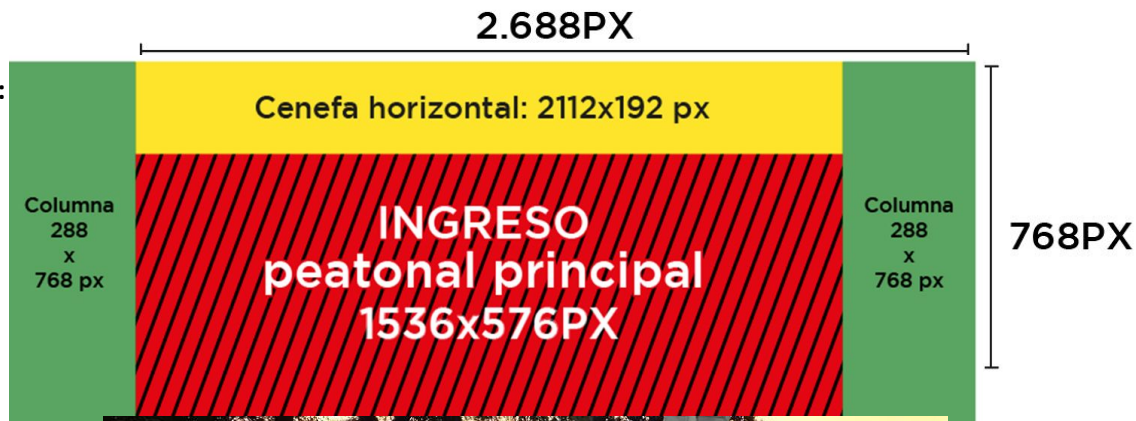 2.688PX
:
Cenefa horizontal: 2112x192 px
Columna
288
x
768 px
INGRESO
peatonal principal
1536x576PX
Columna
288
x
768 px
768PX